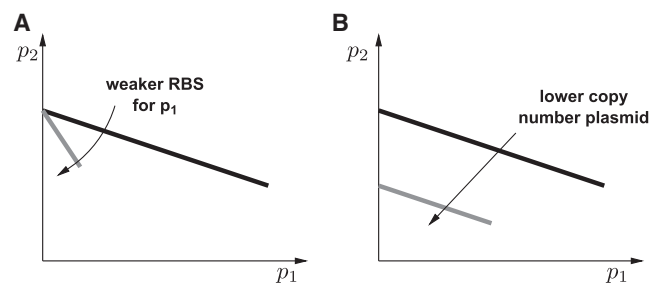 A
p₂
weaker RBS
for p₁
p₁
B
p₂
lower copy
number plasmid
p₁